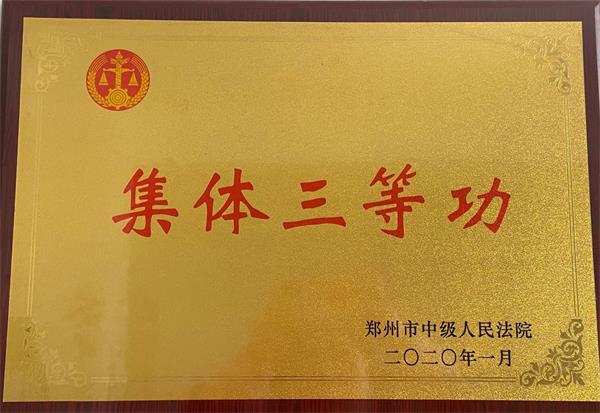 集体三等功
郑州市中级人民法院
二〇二〇年一月